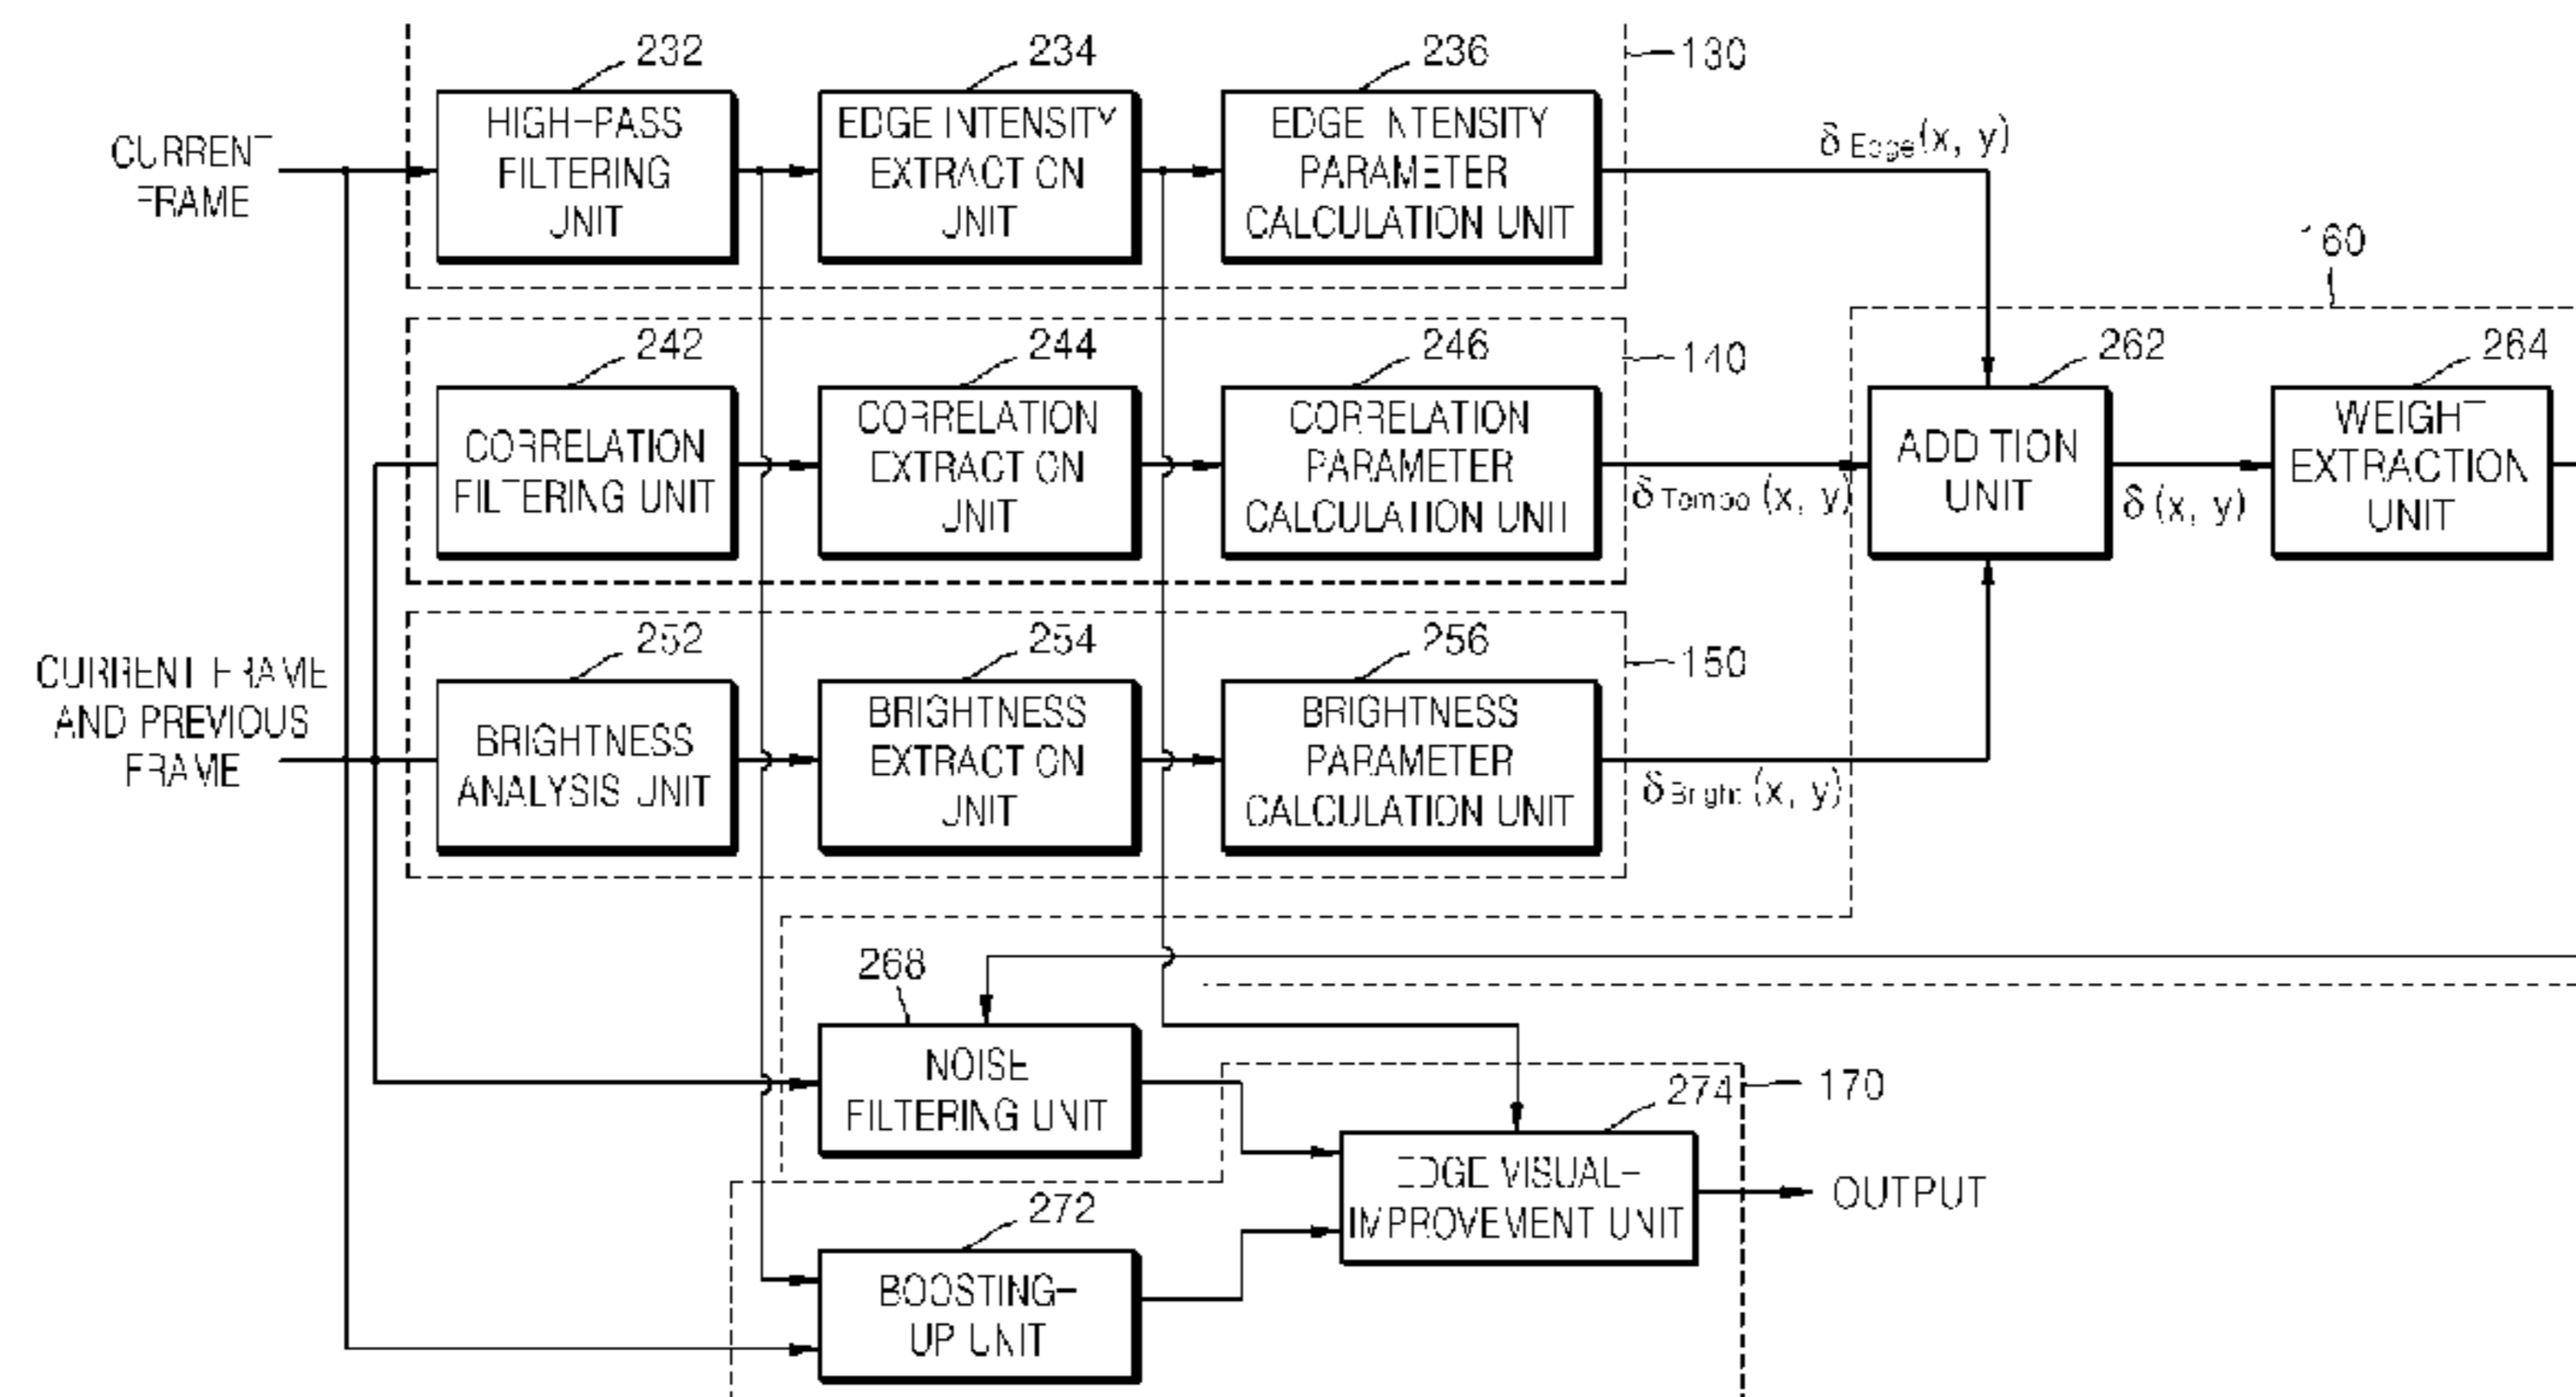 232
234
236
130
CURRENT
FRAME
HIGH-PASS
FILTERING
UNIT
EDGE INTENSITY
EXTRACTION
UNIT
EDGE INTENSITY
PARAMETER
CALCULATION UNIT
δ Edge (x, y)
160
242
244
246
140
262
264
CORRELATION
FILTERING UNIT
CORRELATION
EXTRACTION
UNIT
CORRELATION
PARAMETER
CALCULATION UNIT
δ Tempo (x, y)
ADDITION
UNIT
δ (x, y)
WEIGHT
EXTRACTION
UNIT
252
254
256
150
CURRENT FRAME
AND PREVIOUS
FRAME
BRIGHTNESS
ANALYSIS UNIT
BRIGHTNESS
EXTRACTION
UNIT
BRIGHTNESS
PARAMETER
CALCULATION UNIT
δ Bright (x, y)
268
NOISE
FILTERING UNIT
274
170
EDGE VISUAL-
IMPROVEMENT UNIT
OUTPUT
272
BOOSTING-
UP UNIT